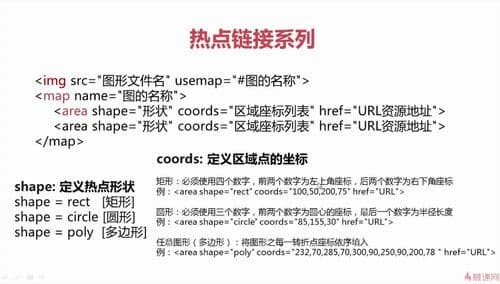 热点链接系列
<img src="图形文件名" usemap="#图的名称">
<map name="图的名称">
<area shape="形状" coords="区域座标列表" href="URL资源地址">
<area shape="形状" coords="区域座标列表" href="URL资源地址">
</map>
coords: 定义区域点的坐标
shape: 定义热点形状
shape = rect [矩形]
shape = circle [圆形]
shape = poly [多边形]
矩形：必须使用四个数字，前两个数字为左上角座标，后两个数字为右下角座标
例：<area shape="rect" coords="100,50,200,75" href="URL">
圆形：必须使用三个数字，前两个数字为圆心的座标，最后一个数字为半径长度
例：<area shape="circle" coords="85,155,30" href="URL">
任意图形（多边形）：将图形之每一转折点座标依序填入
例：<area shape="poly" coords="232,70,285,70,300,90,250,90,200,78 " href="URL">
慕课网